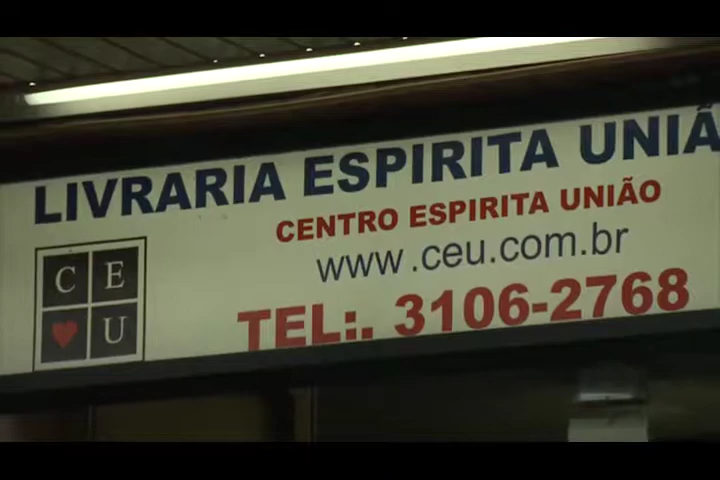 LIVRARIA ESPIRITA UNIÃ
CENTRO ESPIRITA UNIÃO
www.ceu.com.br
TEL:. 3106-2768
C E
U